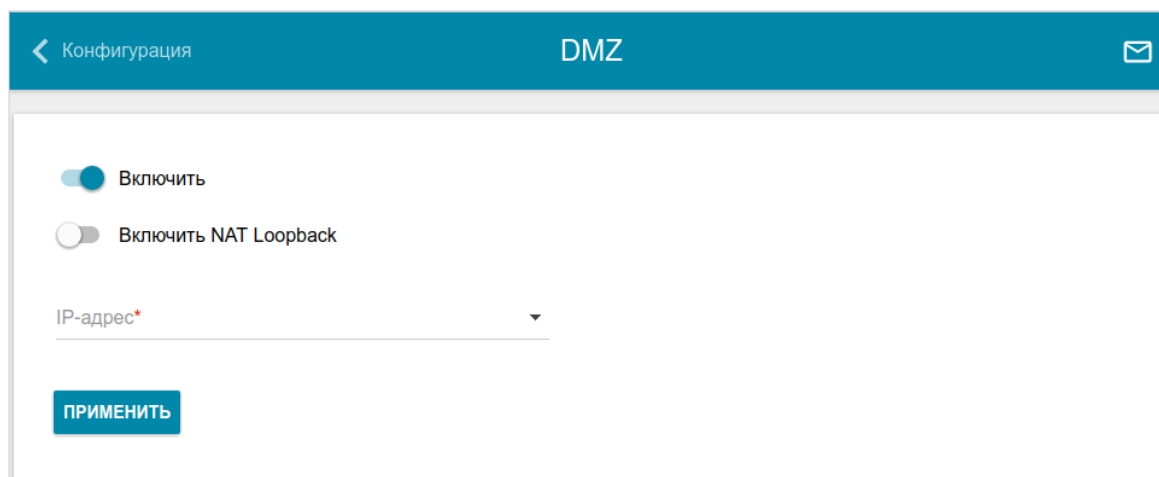 Конфигурация
DMZ
Включить
Включить NAT Loopback
IP-адрес*
ПРИМЕНИТЬ